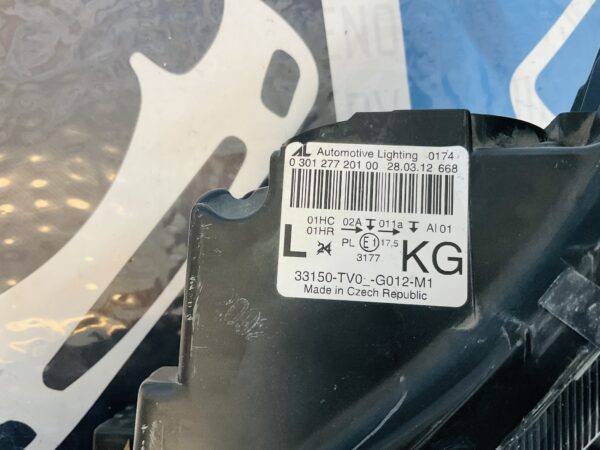 AL Automotive Lighting 0174
0 301 277 201 00 28.03.12 668
01HC 02A 011a AI 01
01HR
L 24 PL E1 17,5 KG
3177
33150-TV0_-G012-M1
Made in Czech Republic